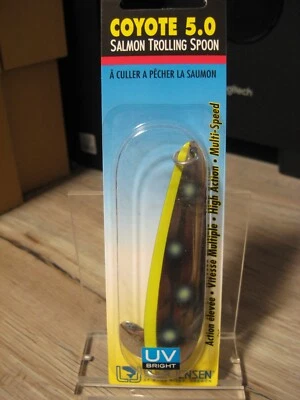 COYOTE 5.0
SALMON TROLLING SPOON
À CULLER A PÊCHER LA SAUMON
Action élevée • Vitesse Multiple • High Action • Multi-Speed
UV
BRIGHT